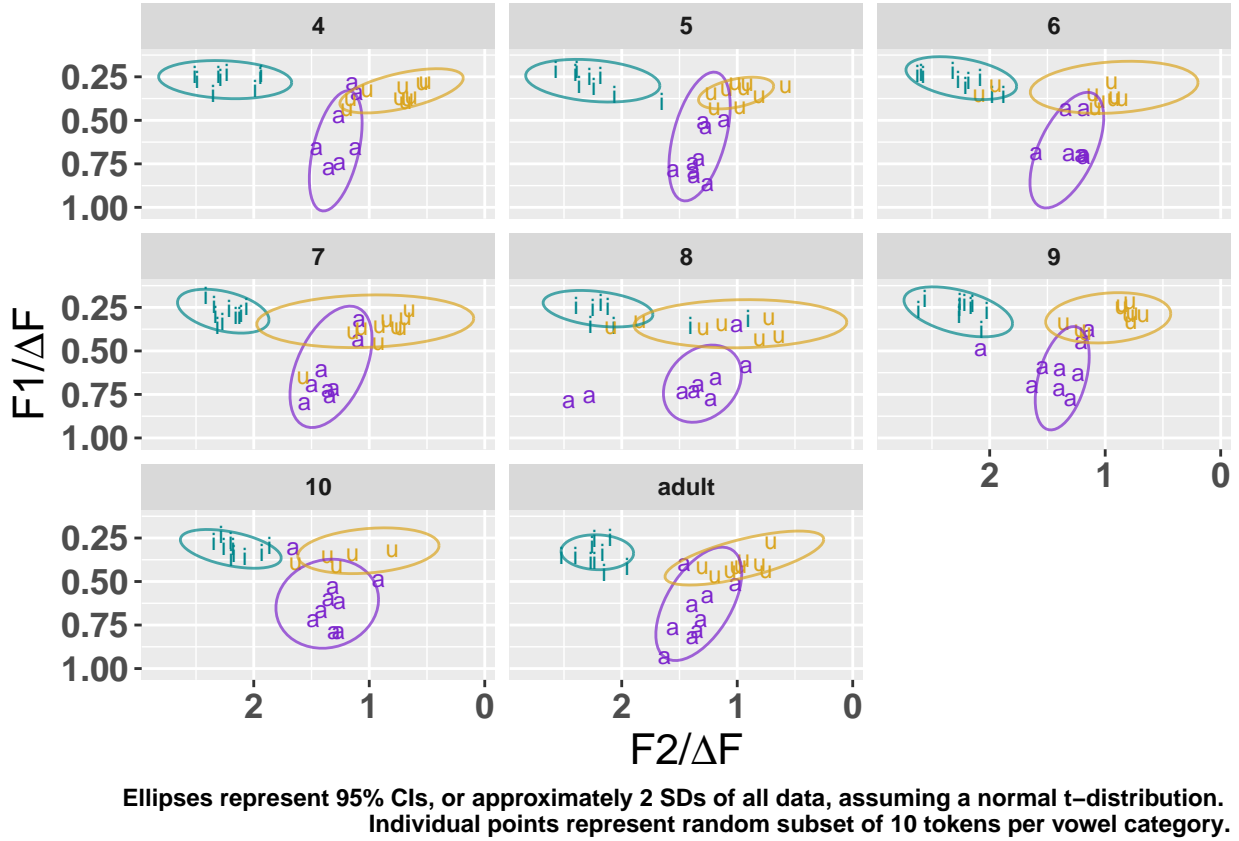 4 5 6
0.25
0.50
0.75
1.00
7 8 9
0.25
0.50
0.75
1.00
2 1 0
10 adult
0.25
0.50
0.75
1.00
2 1 0 2 1 0
F1/ΔF
F2/ΔF
Ellipses represent 95% CIs, or approximately 2 SDs of all data, assuming a normal t−distribution.
Individual points represent random subset of 10 tokens per vowel category.